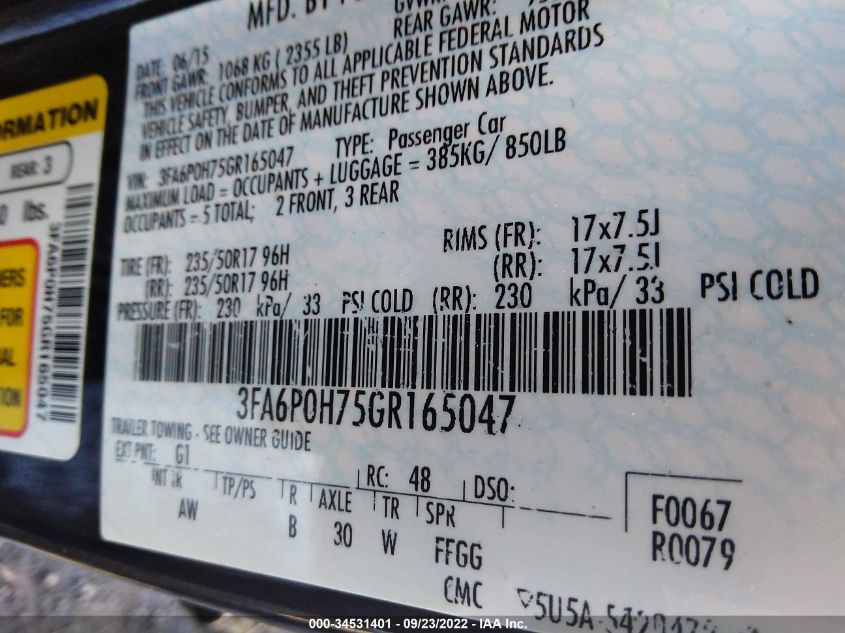 MFD. BY
REAR GAWR:
DATE: 06/15
FRONT GAWR: 1068 KG ( 2355 LB)
THIS VEHICLE CONFORMS TO ALL APPLICABLE FEDERAL MOTOR
VEHICLE SAFETY, BUMPER, AND THEFT PREVENTION STANDARDS
IN EFFECT ON THE DATE OF MANUFACTURE SHOWN ABOVE.
VIN: 3FA6P0H75GR165047 TYPE: Passenger Car
MAXIMUM LOAD = OCCUPANTS + LUGGAGE = 385KG/ 850LB
OCCUPANTS = 5 TOTAL; 2 FRONT, 3 REAR
TIRE (FR): 235/50R17 96H RIMS (FR): 17x7.5J
(RR): 235/50R17 96H (RR): 17x7.5J
PRESSURE (FR): 230 kPa/ 33 PSI COLD (RR): 230 kPa/ 33 PSI COLD
3FA6P0H75GR165047
TRAILER TOWING - SEE OWNER GUIDE
EXT PNT: G1 RC: 48 DSO:
INT TR TP/PS R AXLE TR SPR
AW B 30 W FFGG
F0067
R0079
CMC
REAR: 3
lbs.
3FA6P0H75GR165047
FOR
000-34531401 - 09/23/2022 - IAA Inc.